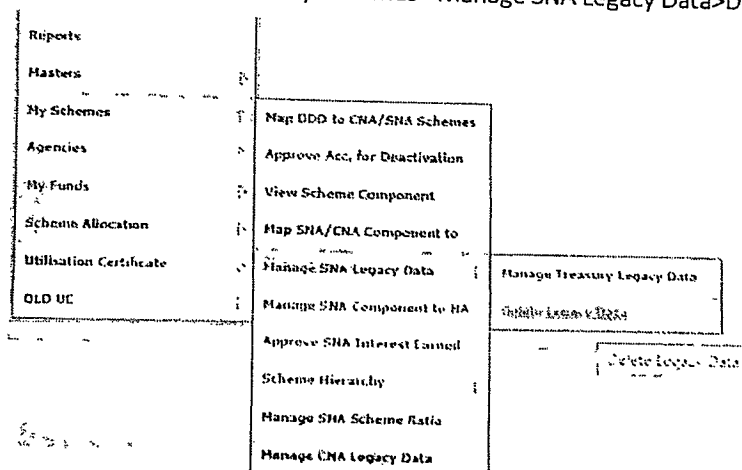 Manage SNA Legacy Data>D
Reports
Masters
My Schemes
Agencies
My Funds
Scheme Allocation
Utilisation Certificate
OLD UC
Map DDO to CNA/SNA Schemes
Approve Acc. for Deactivation
View Scheme Component
Map SNA/CNA Component to
Manage SNA Legacy Data
Manage SNA Component to HA
Approve SNA Interest Earned
Scheme Hierarchy
Manage SNA Scheme Ratio
Manage CNA Legacy Data
Manage Treasury Legacy Data
Legacy Data
Delete Legacy Data